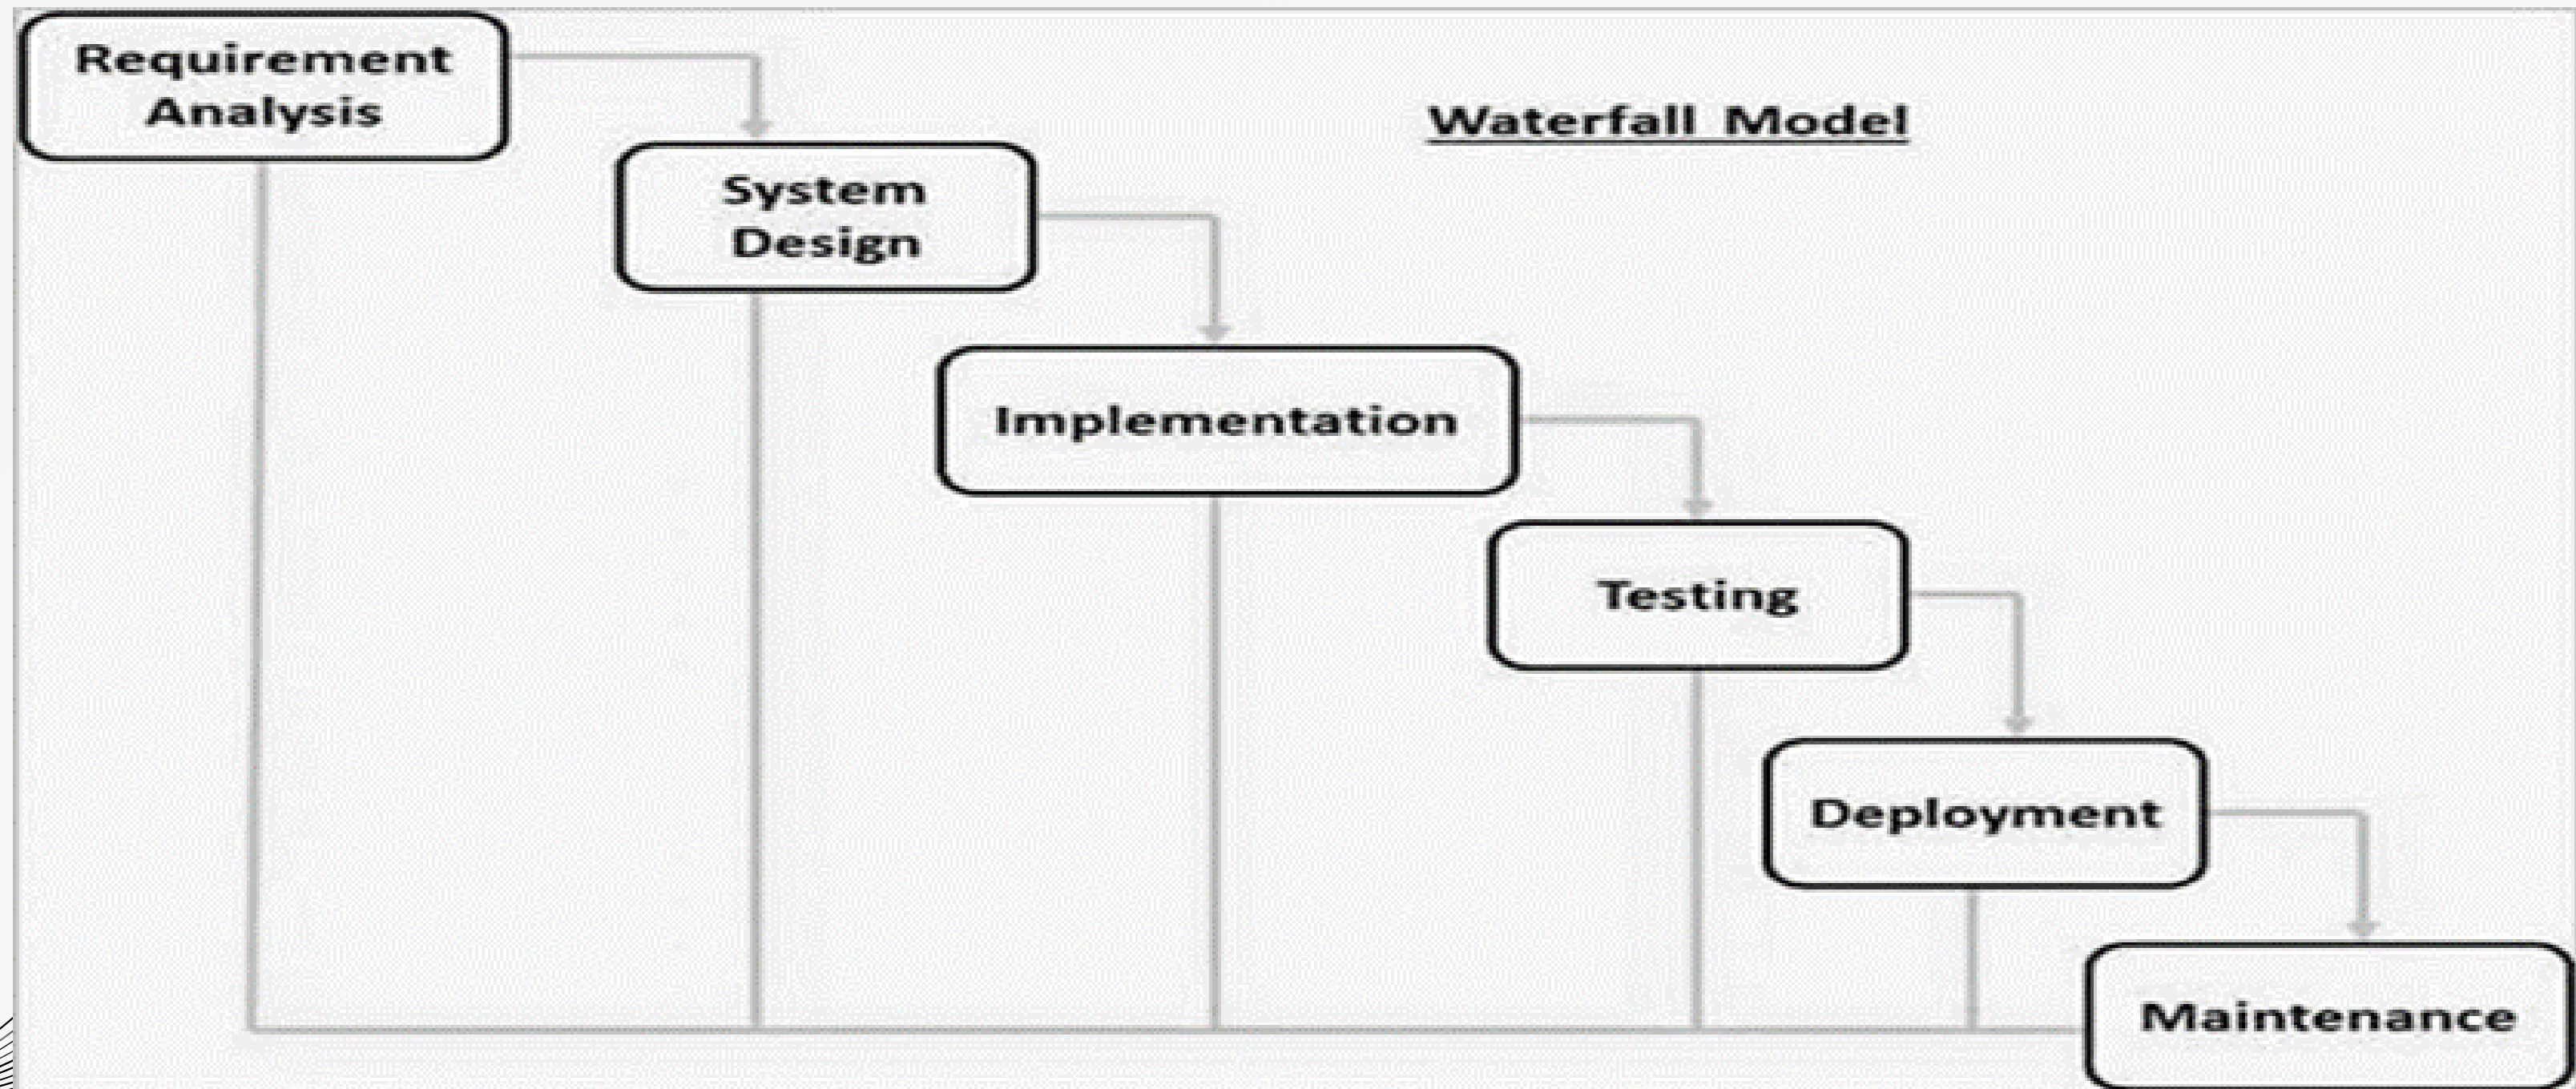 Requirement
Analysis
Waterfall Model
System
Design
Implementation
Testing
Deployment
Maintenance